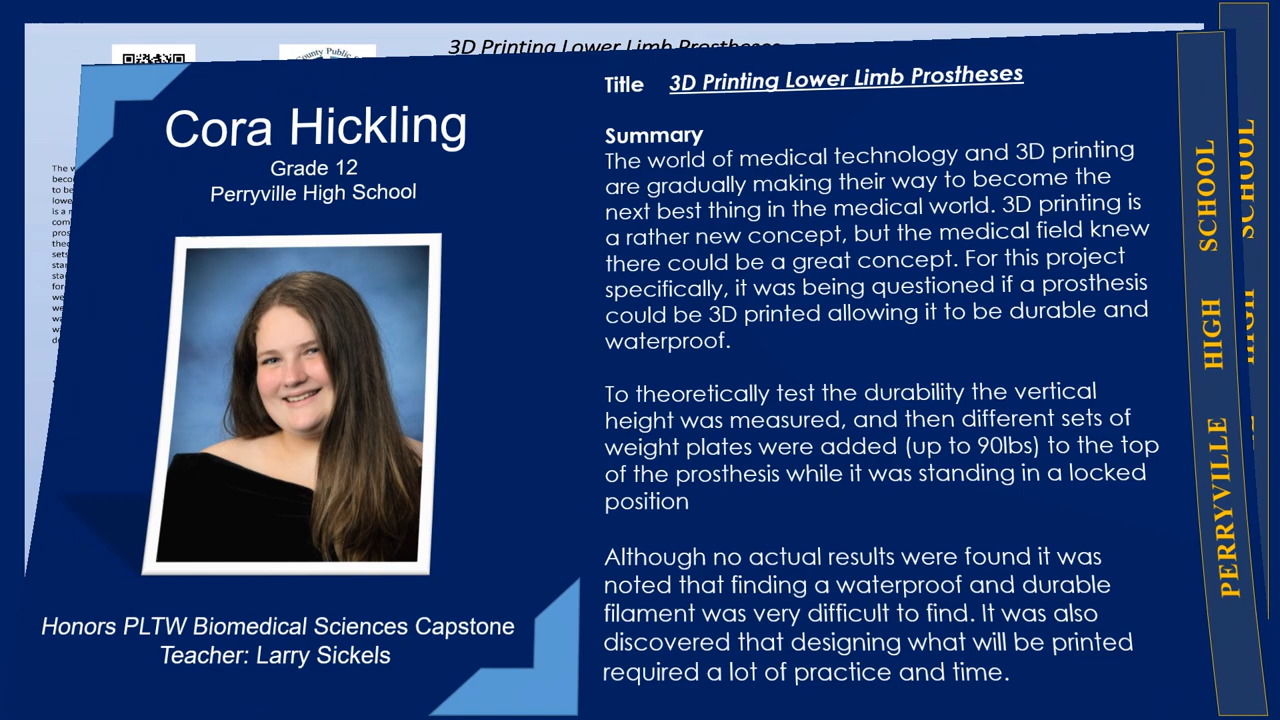 3D Printing Lower Limb Prostheses
County Public
Cora Hickling
Grade 12
Perryville High School
Honors PLTW Biomedical Sciences Capstone
Teacher: Larry Sickels
Title 3D Printing Lower Limb Prostheses
Summary
The world of medical technology and 3D printing
are gradually making their way to become the
next best thing in the medical world. 3D printing is
a rather new concept, but the medical field knew
there could be a great concept. For this project
specifically, it was being questioned if a prosthesis
could be 3D printed allowing it to be durable and
waterproof.
To theoretically test the durability the vertical
height was measured, and then different sets of
weight plates were added (up to 90lbs) to the top
of the prosthesis while it was standing in a locked
position
Although no actual results were found it was
noted that finding a waterproof and durable
filament was very difficult to find. It was also
discovered that designing what will be printed
required a lot of practice and time.
PERRYVILLE HIGH SCHOOL
HIGH SCHOOL